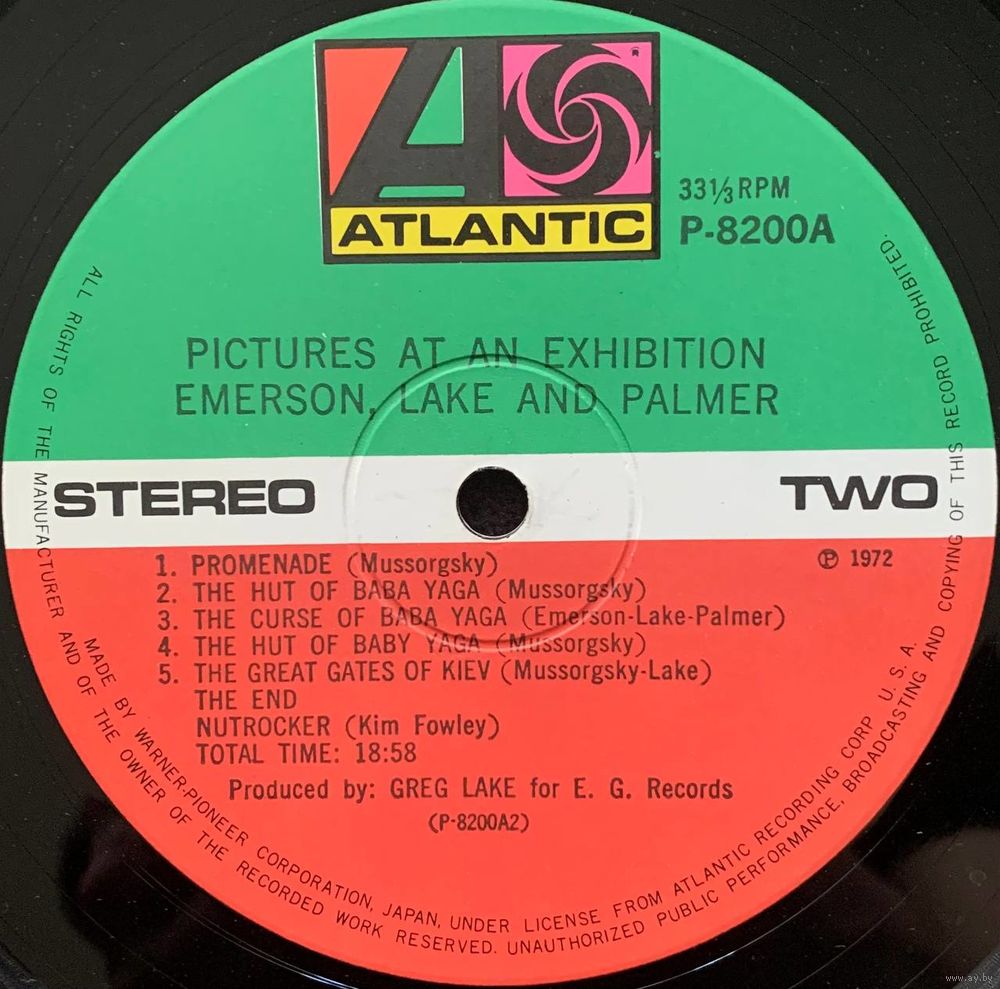 ATLANTIC
33⅓ RPM
P-8200A
PICTURES AT AN EXHIBITION
EMERSON, LAKE AND PALMER
STEREO
TWO
℗ 1972
1. PROMENADE (Mussorgsky)
2. THE HUT OF BABA YAGA (Mussorgsky)
3. THE CURSE OF BABA YAGA (Emerson-Lake-Palmer)
4. THE HUT OF BABY YAGA (Mussorgsky)
5. THE GREAT GATES OF KIEV (Mussorgsky-Lake)
THE END
NUTROCKER (Kim Fowley)
TOTAL TIME: 18:58
Produced by: GREG LAKE for E. G. Records
(P-8200A2)
MADE BY WARNER-PIONEER CORPORATION, JAPAN, UNDER LICENSE FROM ATLANTIC RECORDING CORP U. S. A.
ALL RIGHTS OF THE MANUFACTURER AND OF THE OWNER OF THE RECORDED WORK RESERVED. UNAUTHORIZED PUBLIC PERFORMANCE, BROADCASTING AND COPYING OF THIS RECORD PROHIBITED.
www.ay.by